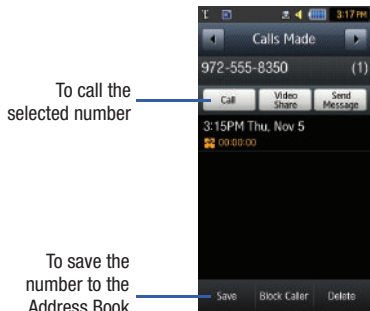 3:17 PM
Calls Made
972-555-8350 (1)
To call the
selected number
Call
Video
Share
Send
Message
3:15PM Thu, Nov 5
00:00:00
To save the
number to the
Address Book
Save Block Caller Delete